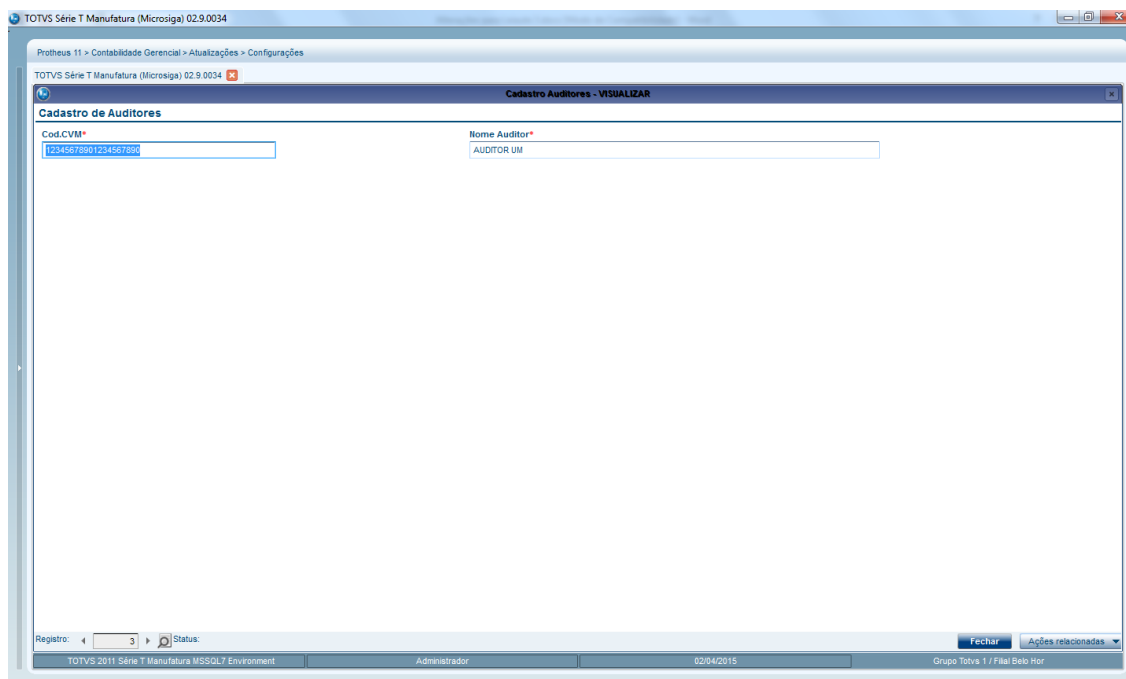 TOTVS Série T Manufatura (Microsiga) 02.9.0034
Protheus 11 > Contabilidade Gerencial > Atualizações > Configurações
TOTVS Série T Manufatura (Microsiga) 02.9.0034
Cadastro Auditores - VISUALIZAR
Cadastro de Auditores
Cod.CVM* Nome Auditor*
12345678901234567890 AUDITOR UM
Registro: 3 Status: Fechar Ações relacionadas
TOTVS 2011 Série T Manufatura MSSQL7 Environment Administrador 02/04/2015 Grupo Totvs 1 / Filial Belo Hor